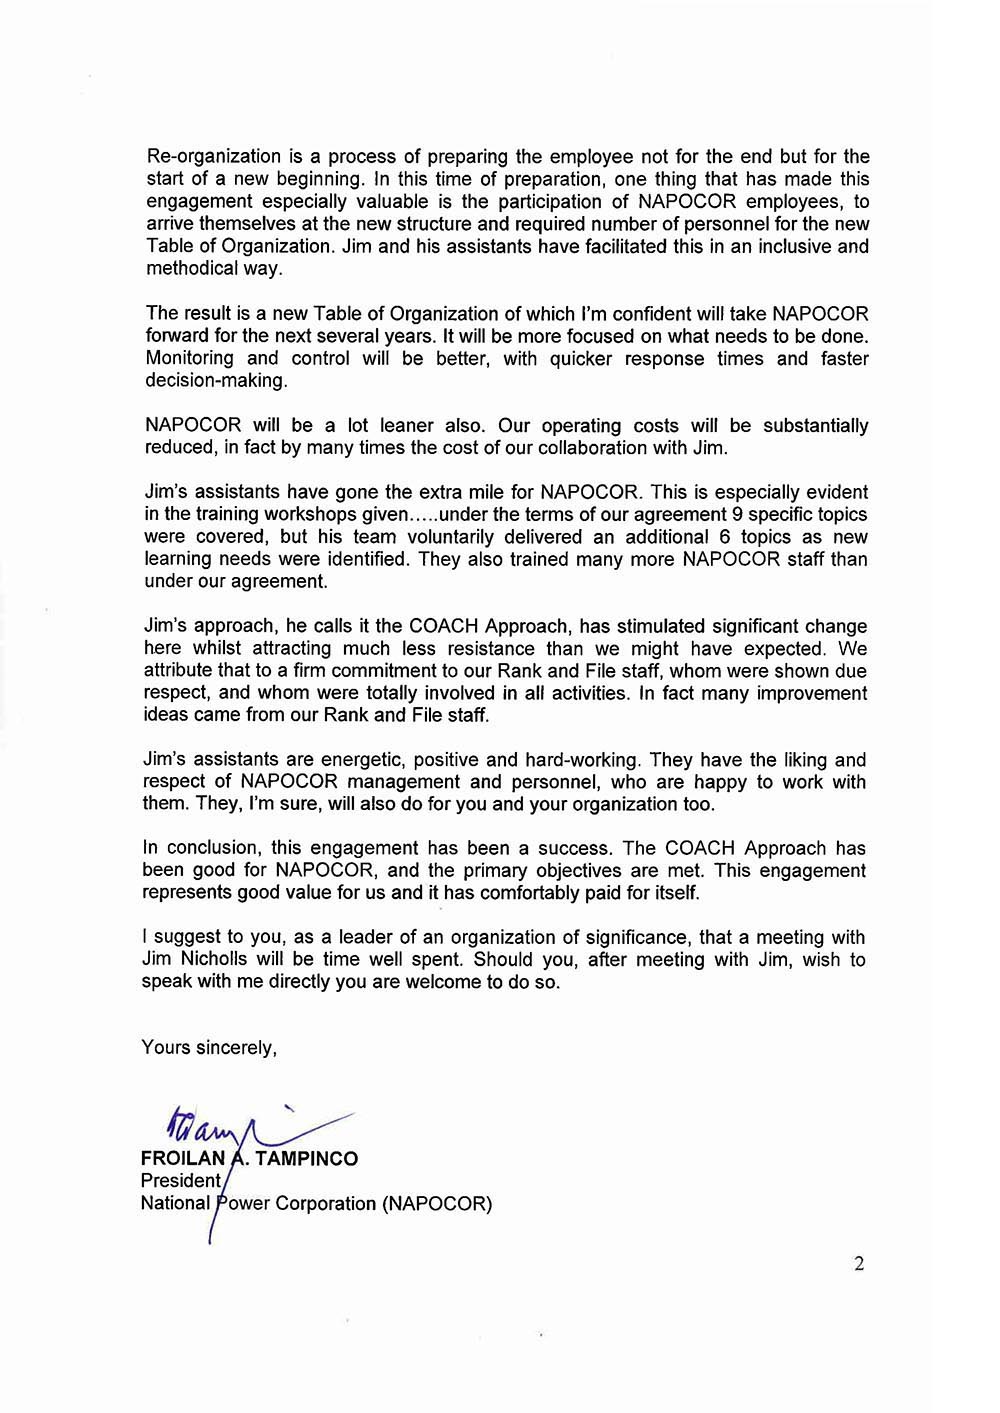 Re-organization is a process of preparing the employee not for the end but for the
start of a new beginning. In this time of preparation, one thing that has made this
engagement especially valuable is the participation of NAPOCOR employees, to
arrive themselves at the new structure and required number of personnel for the new
Table of Organization. Jim and his assistants have facilitated this in an inclusive and
methodical way.
The result is a new Table of Organization of which I'm confident will take NAPOCOR
forward for the next several years. It will be more focused on what needs to be done.
Monitoring and control will be better, with quicker response times and faster
decision-making.
NAPOCOR will be a lot leaner also. Our operating costs will be substantially
reduced, in fact by many times the cost of our collaboration with Jim.
Jim's assistants have gone the extra mile for NAPOCOR. This is especially evident
in the training workshops given.....under the terms of our agreement 9 specific topics
were covered, but his team voluntarily delivered an additional 6 topics as new
learning needs were identified. They also trained many more NAPOCOR staff than
under our agreement.
Jim's approach, he calls it the COACH Approach, has stimulated significant change
here whilst attracting much less resistance than we might have expected. We
attribute that to a firm commitment to our Rank and File staff, whom were shown due
respect, and whom were totally involved in all activities. In fact many improvement
ideas came from our Rank and File staff.
Jim's assistants are energetic, positive and hard-working. They have the liking and
respect of NAPOCOR management and personnel, who are happy to work with
them. They, I'm sure, will also do for you and your organization too.
In conclusion, this engagement has been a success. The COACH Approach has
been good for NAPOCOR, and the primary objectives are met. This engagement
represents good value for us and it has comfortably paid for itself.
I suggest to you, as a leader of an organization of significance, that a meeting with
Jim Nicholls will be time well spent. Should you, after meeting with Jim, wish to
speak with me directly you are welcome to do so.
Yours sincerely,
FROILAN A. TAMPINCO
President
National Power Corporation (NAPOCOR)
2